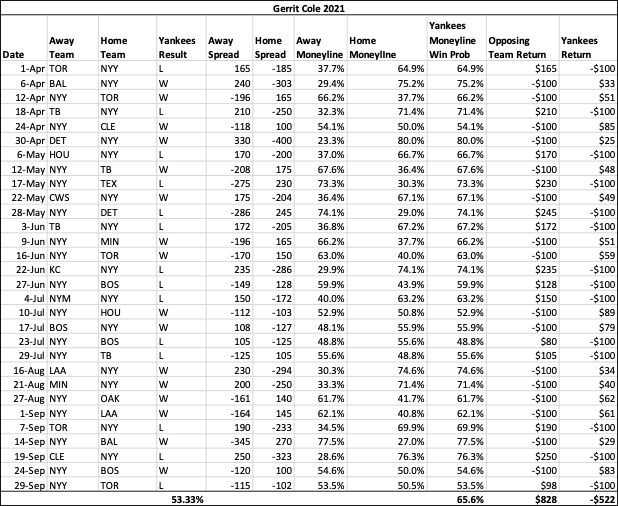 Gerrit Cole 2021
Yankees
Away Home Yankees Away Home Away Home Moneyline Opposing Yankees
Date Team Team Result Spread Spread Moneyline Moneyline Win Prob Team Return Return
1-Apr TOR NYY L 165 -185 37.7% 64.9% 64.9% $165 -$100
6-Apr BAL NYY W 240 -303 29.4% 75.2% 75.2% -$100 $33
12-Apr NYY TOR W -196 165 66.2% 37.7% 66.2% -$100 $51
18-Apr TB NYY L 210 -250 32.3% 71.4% 71.4% $210 -$100
24-Apr NYY CLE W -118 100 54.1% 50.0% 54.1% -$100 $85
30-Apr DET NYY W 330 -400 23.3% 80.0% 80.0% -$100 $25
6-May HOU NYY L 170 -200 37.0% 66.7% 66.7% $170 -$100
12-May NYY TB W -208 175 67.6% 36.4% 67.6% -$100 $48
17-May NYY TEX L -275 230 73.3% 30.3% 73.3% $230 -$100
22-May CWS NYY W 175 -204 36.4% 67.1% 67.1% -$100 $49
28-May NYY DET L -286 245 74.1% 29.0% 74.1% $245 -$100
3-Jun TB NYY L 172 -205 36.8% 67.2% 67.2% $172 -$100
9-Jun NYY MIN W -196 165 66.2% 37.7% 66.2% -$100 $51
16-Jun NYY TOR W -170 150 63.0% 40.0% 63.0% -$100 $59
22-Jun KC NYY L 235 -286 29.9% 74.1% 74.1% $235 -$100
27-Jun NYY BOS L -149 128 59.8% 43.9% 59.8% $128 -$100
4-Jul NYM NYY L 150 -172 40.0% 63.2% 63.2% $150 -$100
10-Jul NYY HOU W -112 -103 52.9% 50.8% 52.9% -$100 $89
17-Jul BOS NYY W 108 -127 48.1% 55.9% 55.9% -$100 $79
23-Jul NYY BOS L 105 -125 48.8% 55.6% 48.8% $80 -$100
29-Jul NYY TB L -125 105 55.6% 48.8% 55.6% $105 -$100
16-Aug LAA NYY W 230 -294 30.3% 74.6% 74.6% -$100 $34
21-Aug MIN NYY W 200 -250 33.3% 71.4% 71.4% -$100 $40
27-Aug NYY OAK W -161 140 61.7% 41.7% 61.7% -$100 $62
1-Sep NYY LAA W -164 145 62.1% 40.8% 62.1% -$100 $61
7-Sep TOR NYY L 190 -233 34.5% 69.9% 69.9% $190 -$100
14-Sep NYY BAL W -345 270 77.5% 27.0% 77.5% -$100 $29
19-Sep CLE NYY L 250 -323 28.6% 76.3% 76.3% $250 -$100
24-Sep NYY BOS W -120 100 54.6% 50.0% 54.6% -$100 $83
29-Sep NYY TOR L -115 -102 53.5% 50.5% 53.5% $98 -$100
53.33% 65.6% $828 -$522